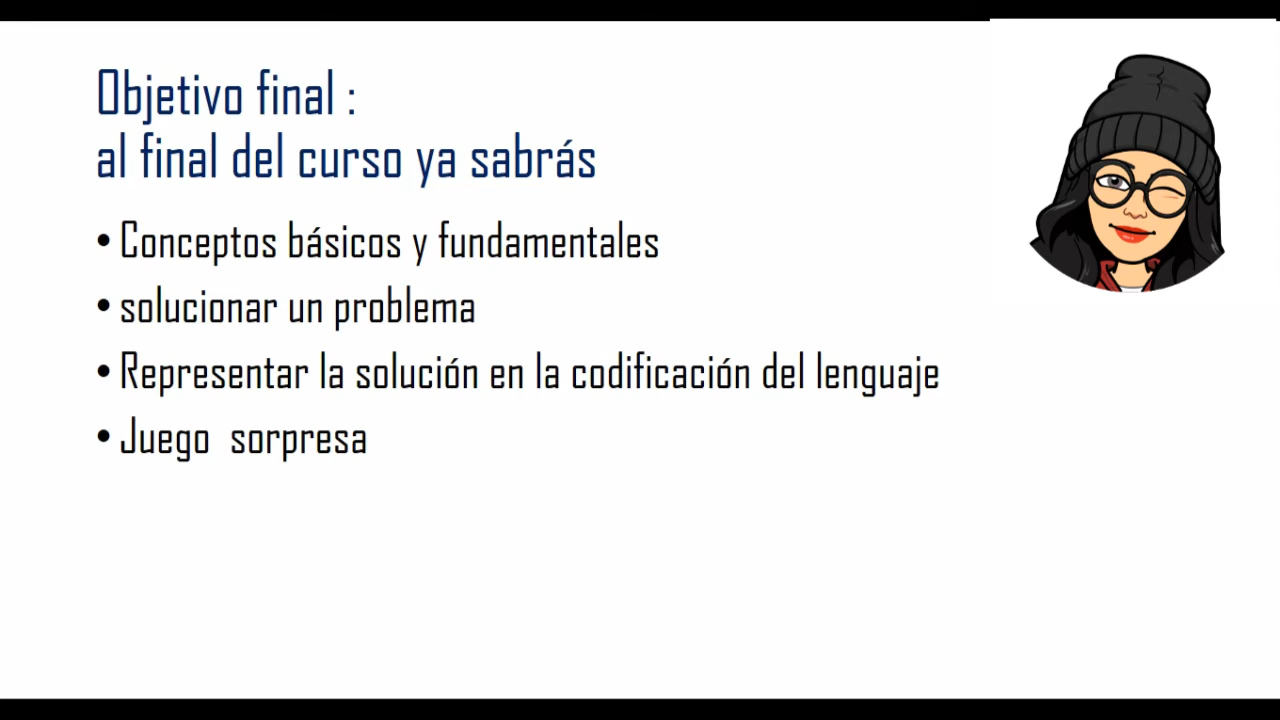 Objetivo final :
al final del curso ya sabrás
• Conceptos básicos y fundamentales
• solucionar un problema
• Representar la solución en la codificación del lenguaje
• Juego sorpresa